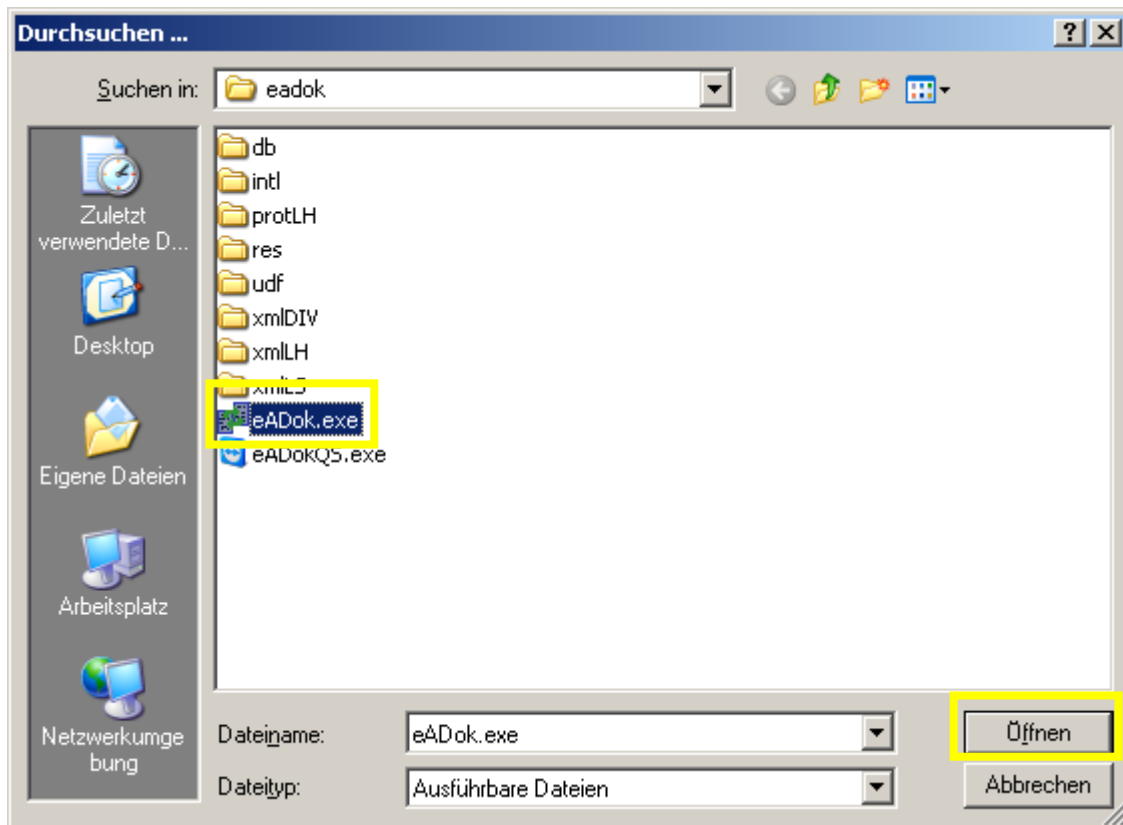 Durchsuchen ...
Suchen in:
eadok
db
intl
protLH
res
udf
xmlDIV
xmlLH
xmlLS
eADok.exe
eADokQS.exe
Zuletzt
verwendete D...
Desktop
Eigene Dateien
Arbeitsplatz
Netzwerkumge
bung
Dateiname:
eADok.exe
Öffnen
Dateityp:
Ausführbare Dateien
Abbrechen